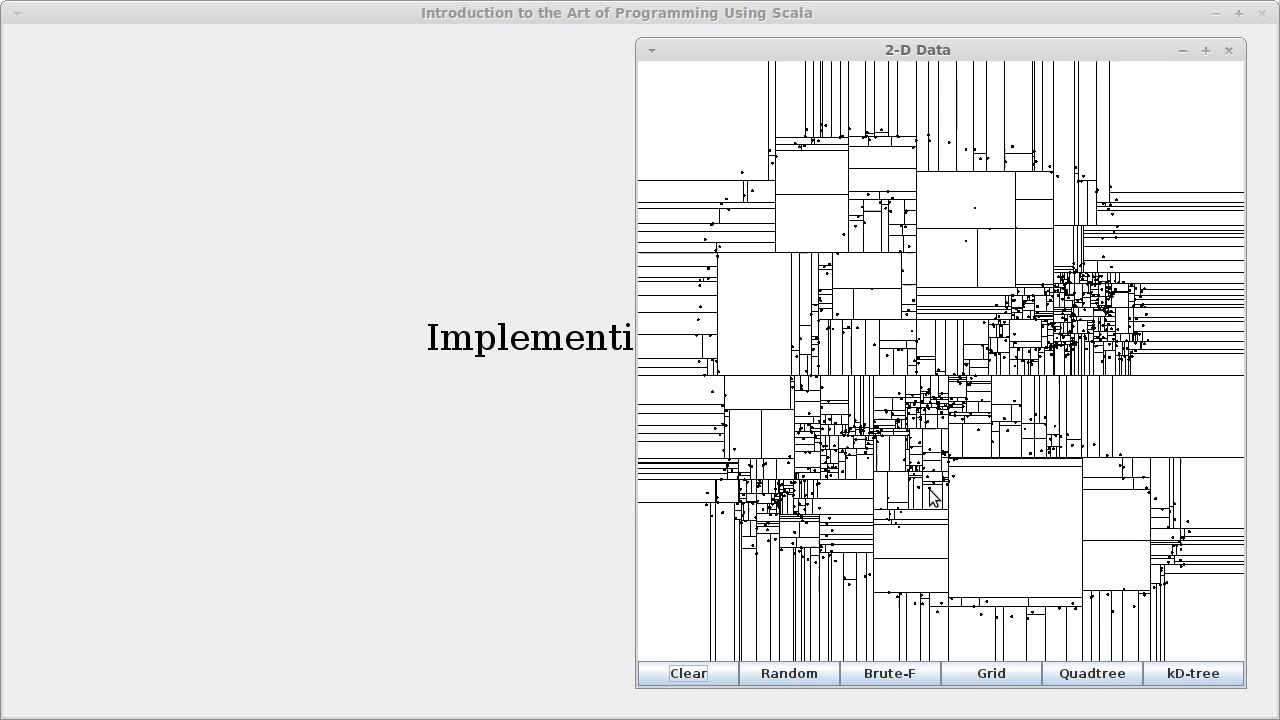 Introduction to the Art of Programming Using Scala
2-D Data
Implementi
Clear Random Brute-F Grid Quadtree kD-tree